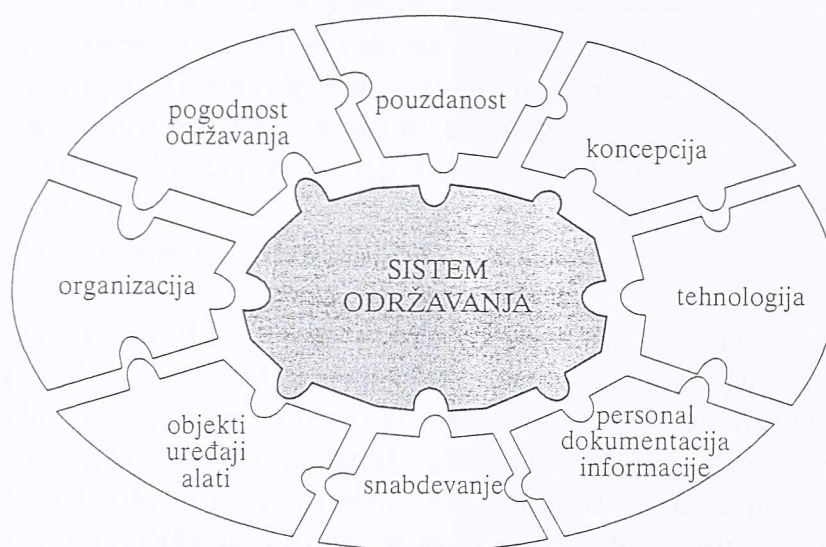 pogodnost
održavanja
pouzdanost
koncepcija
organizacija
SISTEM
ODRŽAVANJA
tehnologija
objekti
uređaji
alati
snabdevanje
personal
dokumentacija
informacije